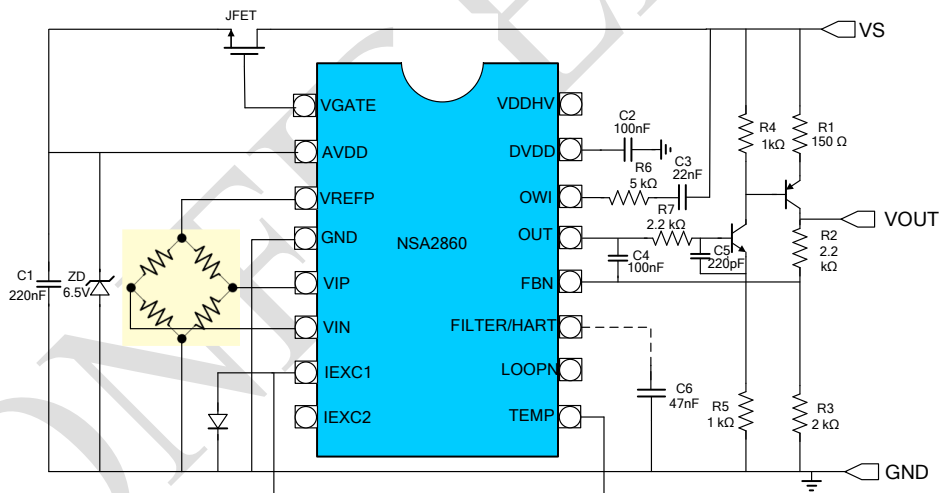 JFET
VS
VGATE
VDDHV
C2
100nF
R4
1kΩ
R1
150 Ω
AVDD
DVDD
R6
5 kΩ
C3
22nF
VREFP
OWI
R7
2.2 kΩ
VOUT
GND
NSA2860
OUT
C4
100nF
C5
220pF
R2
2.2
kΩ
C1
220nF
ZD
6.5V
VIP
FBN
VIN
FILTER/HART
IEXC1
LOOPN
C6
47nF
IEXC2
TEMP
R5
1 kΩ
R3
2 kΩ
GND